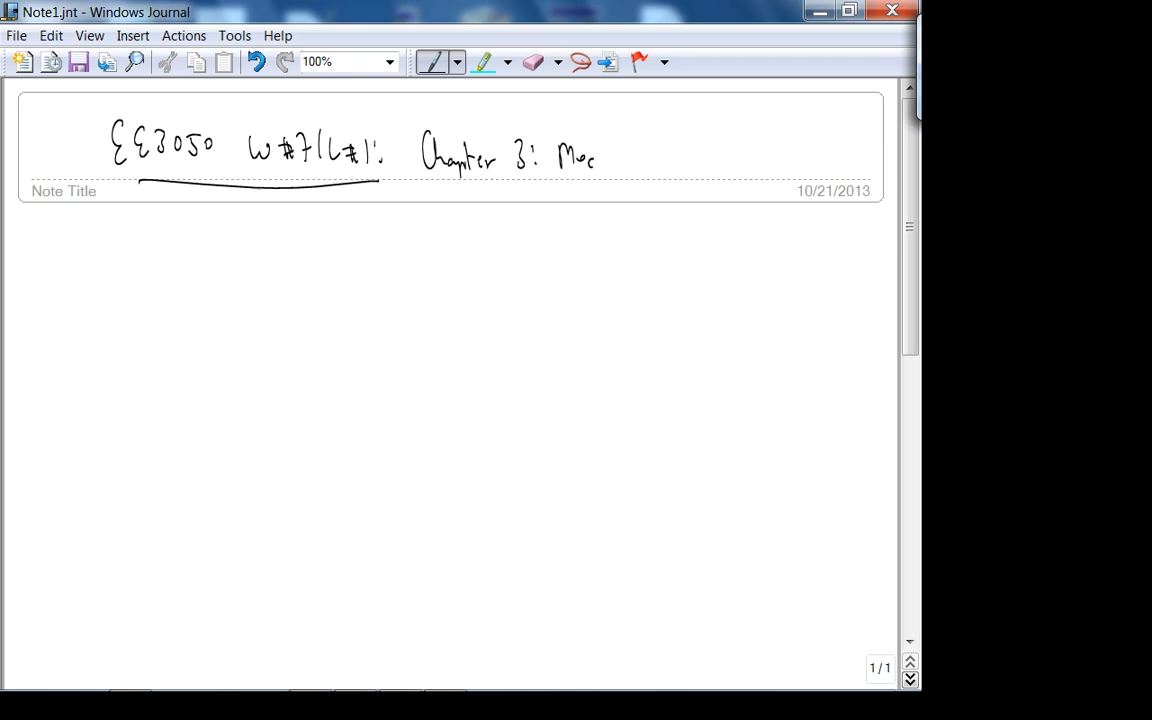 Note1.jnt - Windows Journal
File Edit View Insert Actions Tools Help
100%
EE3050 W#7/L#1: Chapter 3: Mec
Note Title 10/21/2013
1 / 1